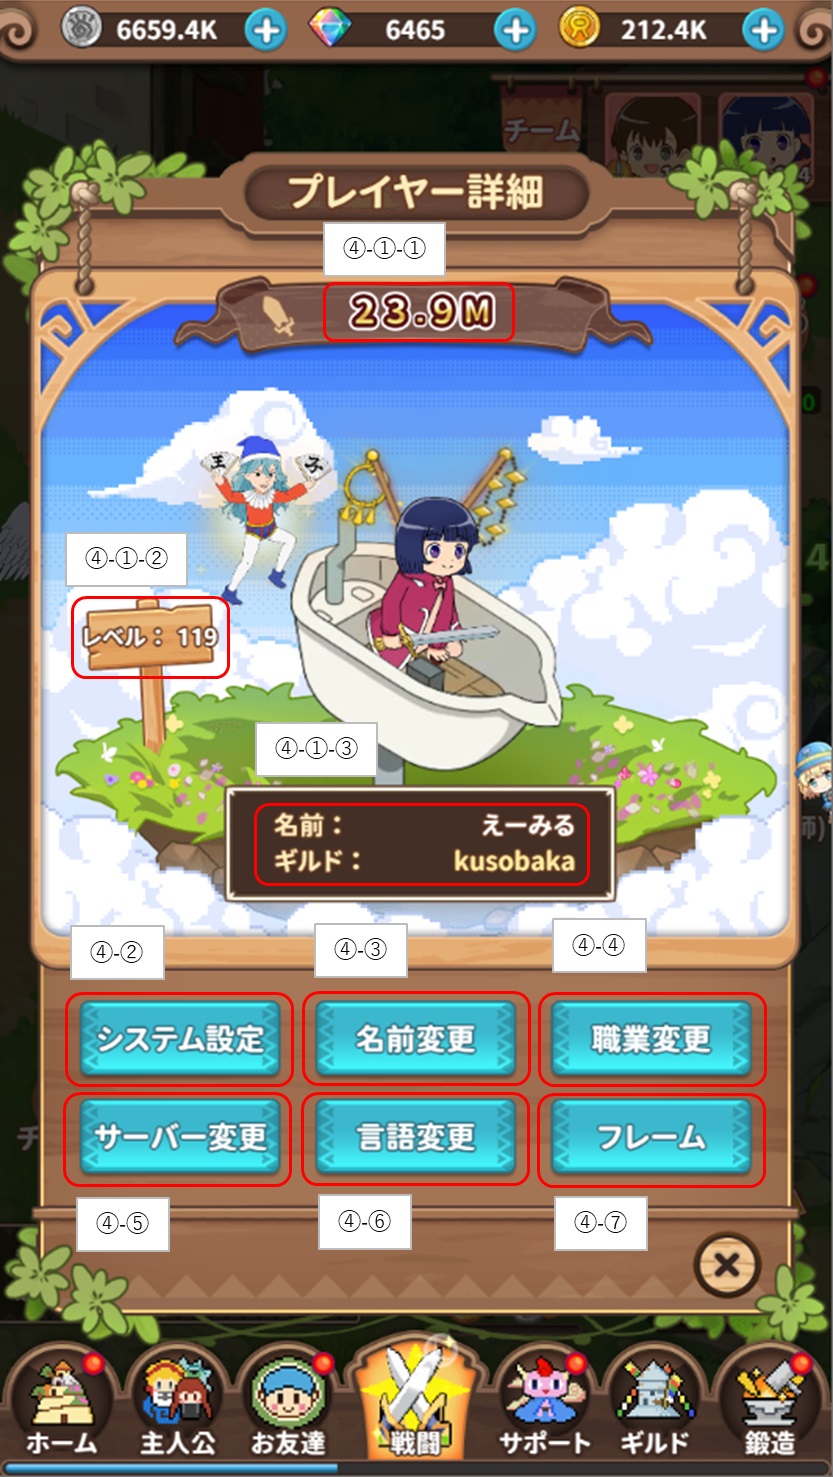 6659.4K 6465 212.4K
チーム
プレイヤー詳細
④-①-①
23.9M
王 子
④-①-②
レベル： 119
④-①-③
名前： えーみる
ギルド： kusobaka
④-② ④-③ ④-④
システム設定 名前変更 職業変更
サーバー変更 言語変更 フレーム
④-⑤ ④-⑥ ④-⑦
ホーム 主人公 お友達 戦闘 サポート ギルド 鍛造